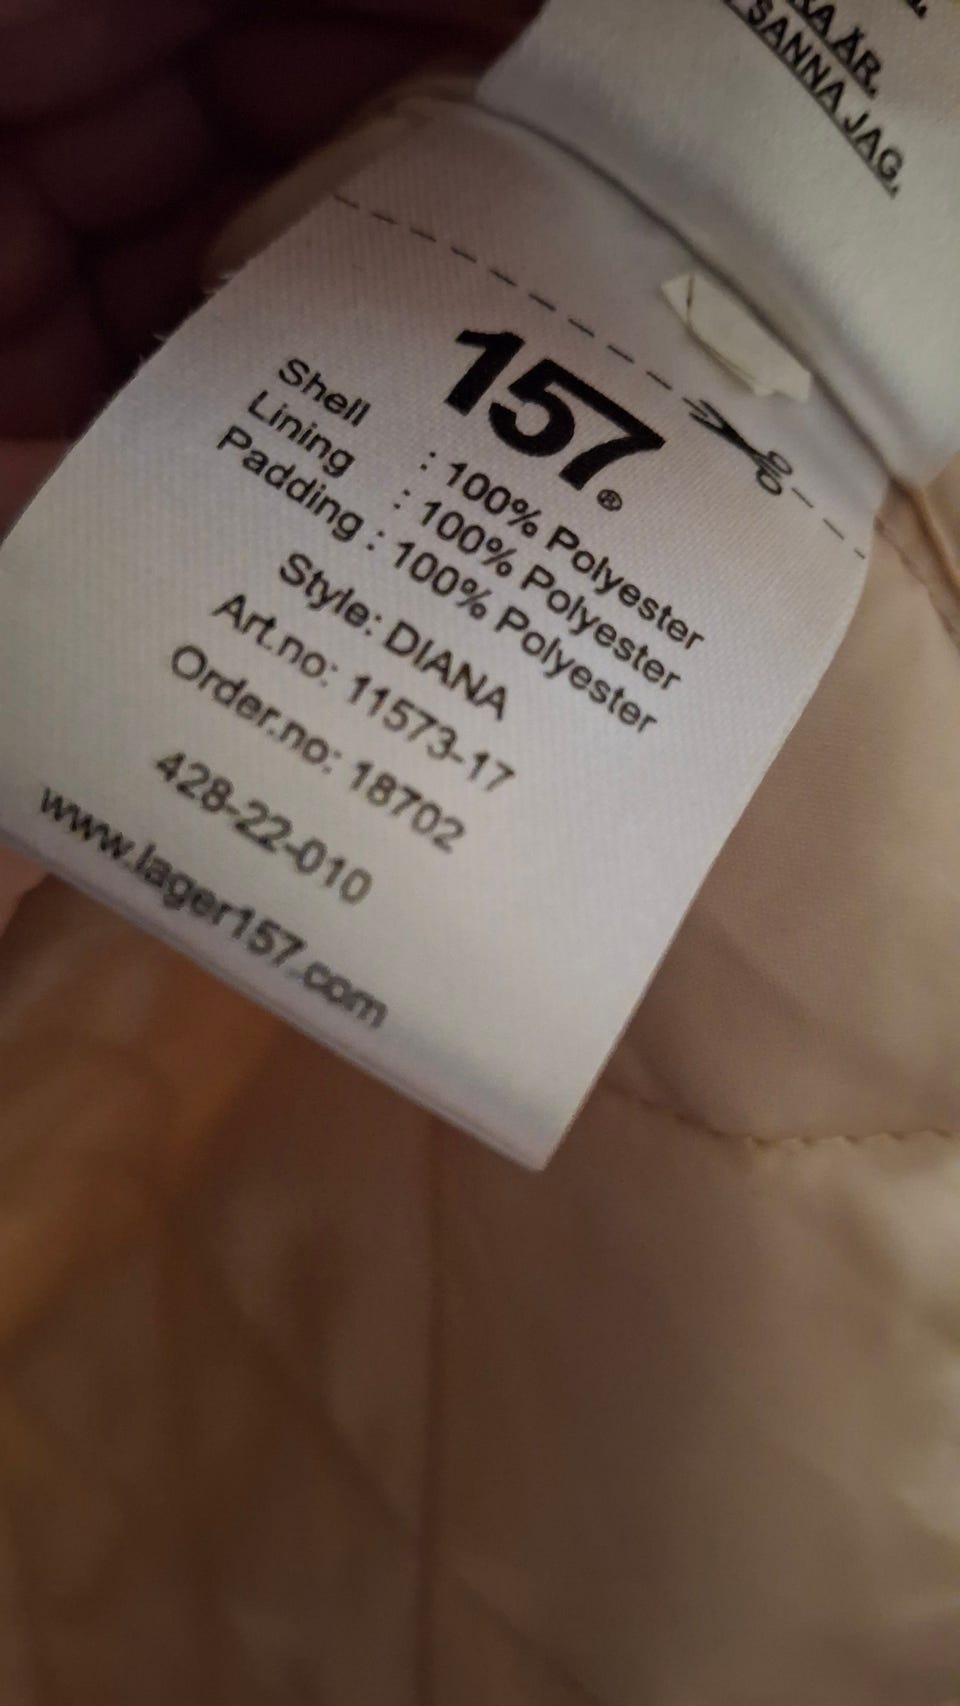 ÄR.
SANNA JAG.
157®
Shell : 100% Polyester
Lining : 100% Polyester
Padding : 100% Polyester
Style: DIANA
Art.no: 11573-17
Order.no: 18702
428-22-010
www.lager157.com